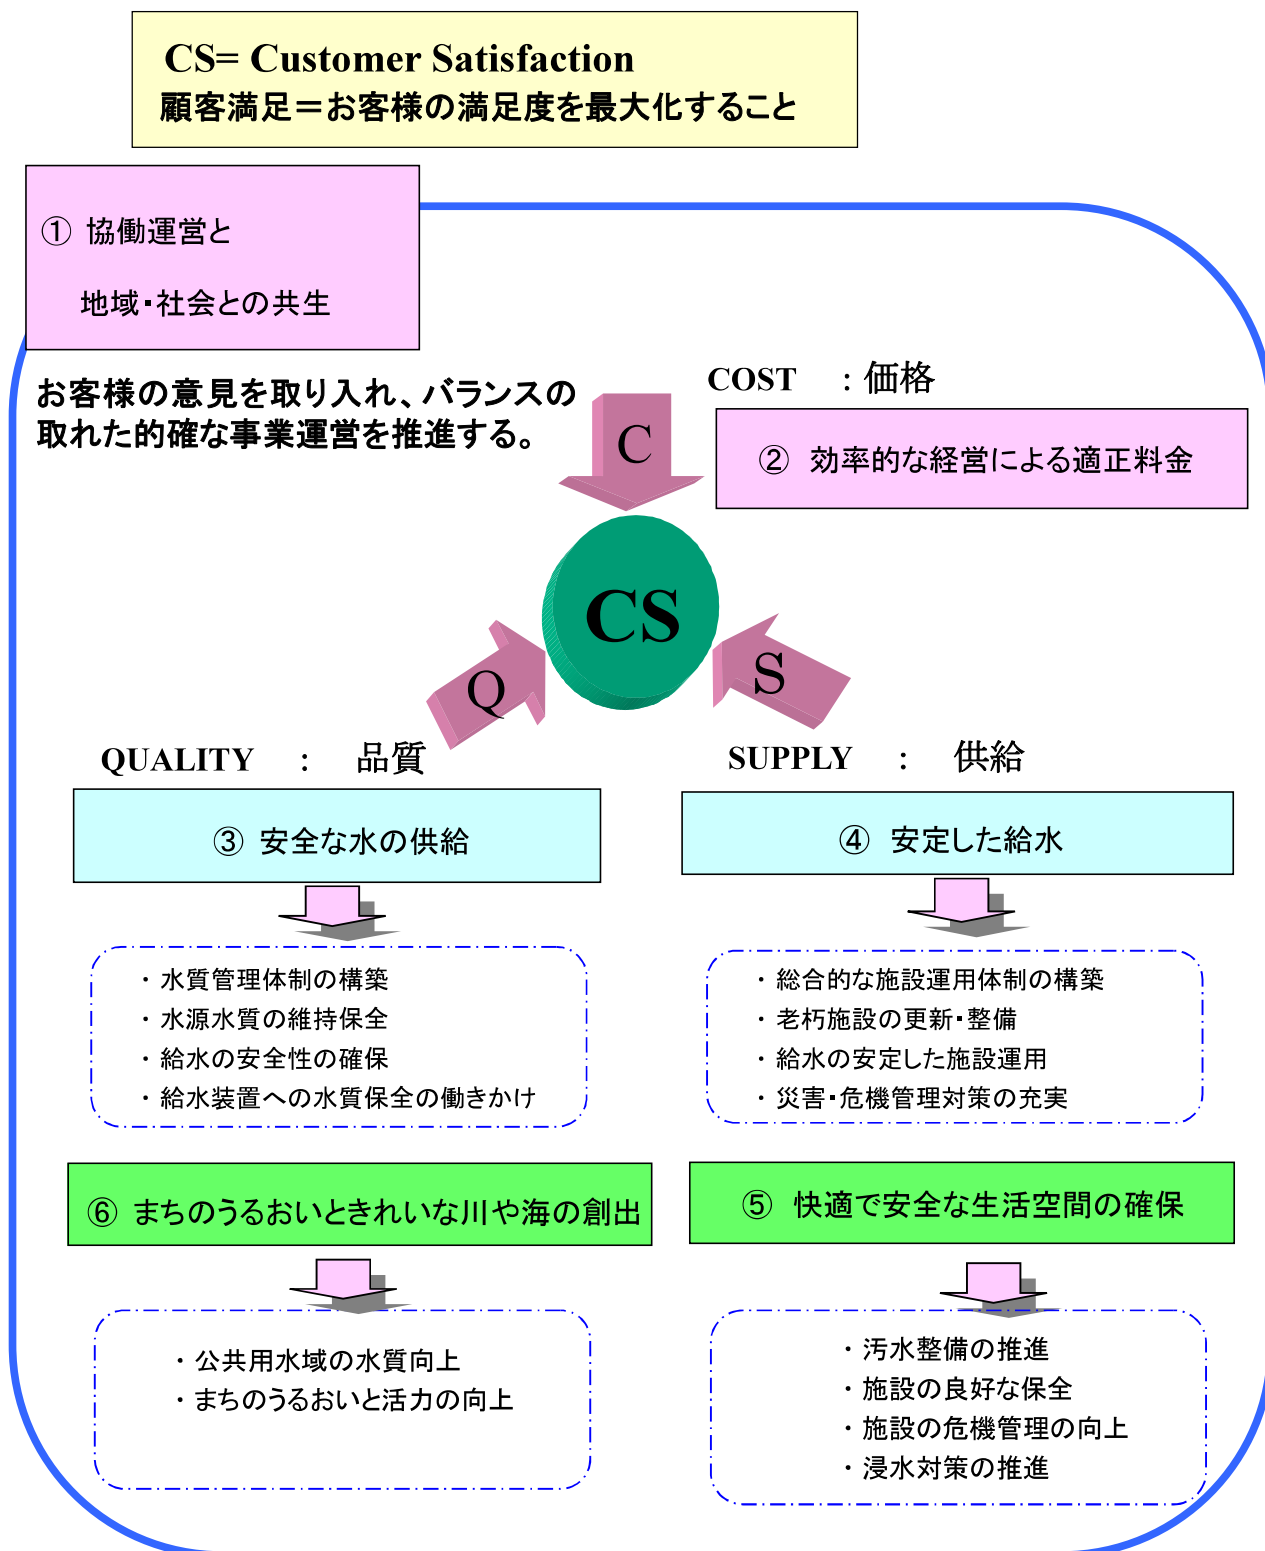 CS= Customer Satisfaction
顧客満足＝お客様の満足度を最大化すること
① 協働運営と
地域・社会との共生
お客様の意見を取り入れ、バランスの
取れた的確な事業運営を推進する。
COST : 価格
② 効率的な経営による適正料金
C
CS
Q
S
QUALITY : 品質
③ 安全な水の供給
・水質管理体制の構築
・水源水質の維持保全
・給水の安全性の確保
・給水装置への水質保全の働きかけ
SUPPLY : 供給
④ 安定した給水
・総合的な施設運用体制の構築
・老朽施設の更新・整備
・給水の安定した施設運用
・災害・危機管理対策の充実
⑥ まちのうるおいときれいな川や海の創出
・公共用水域の水質向上
・まちのうるおいと活力の向上
⑤ 快適で安全な生活空間の確保
・汚水整備の推進
・施設の良好な保全
・施設の危機管理の向上
・浸水対策の推進